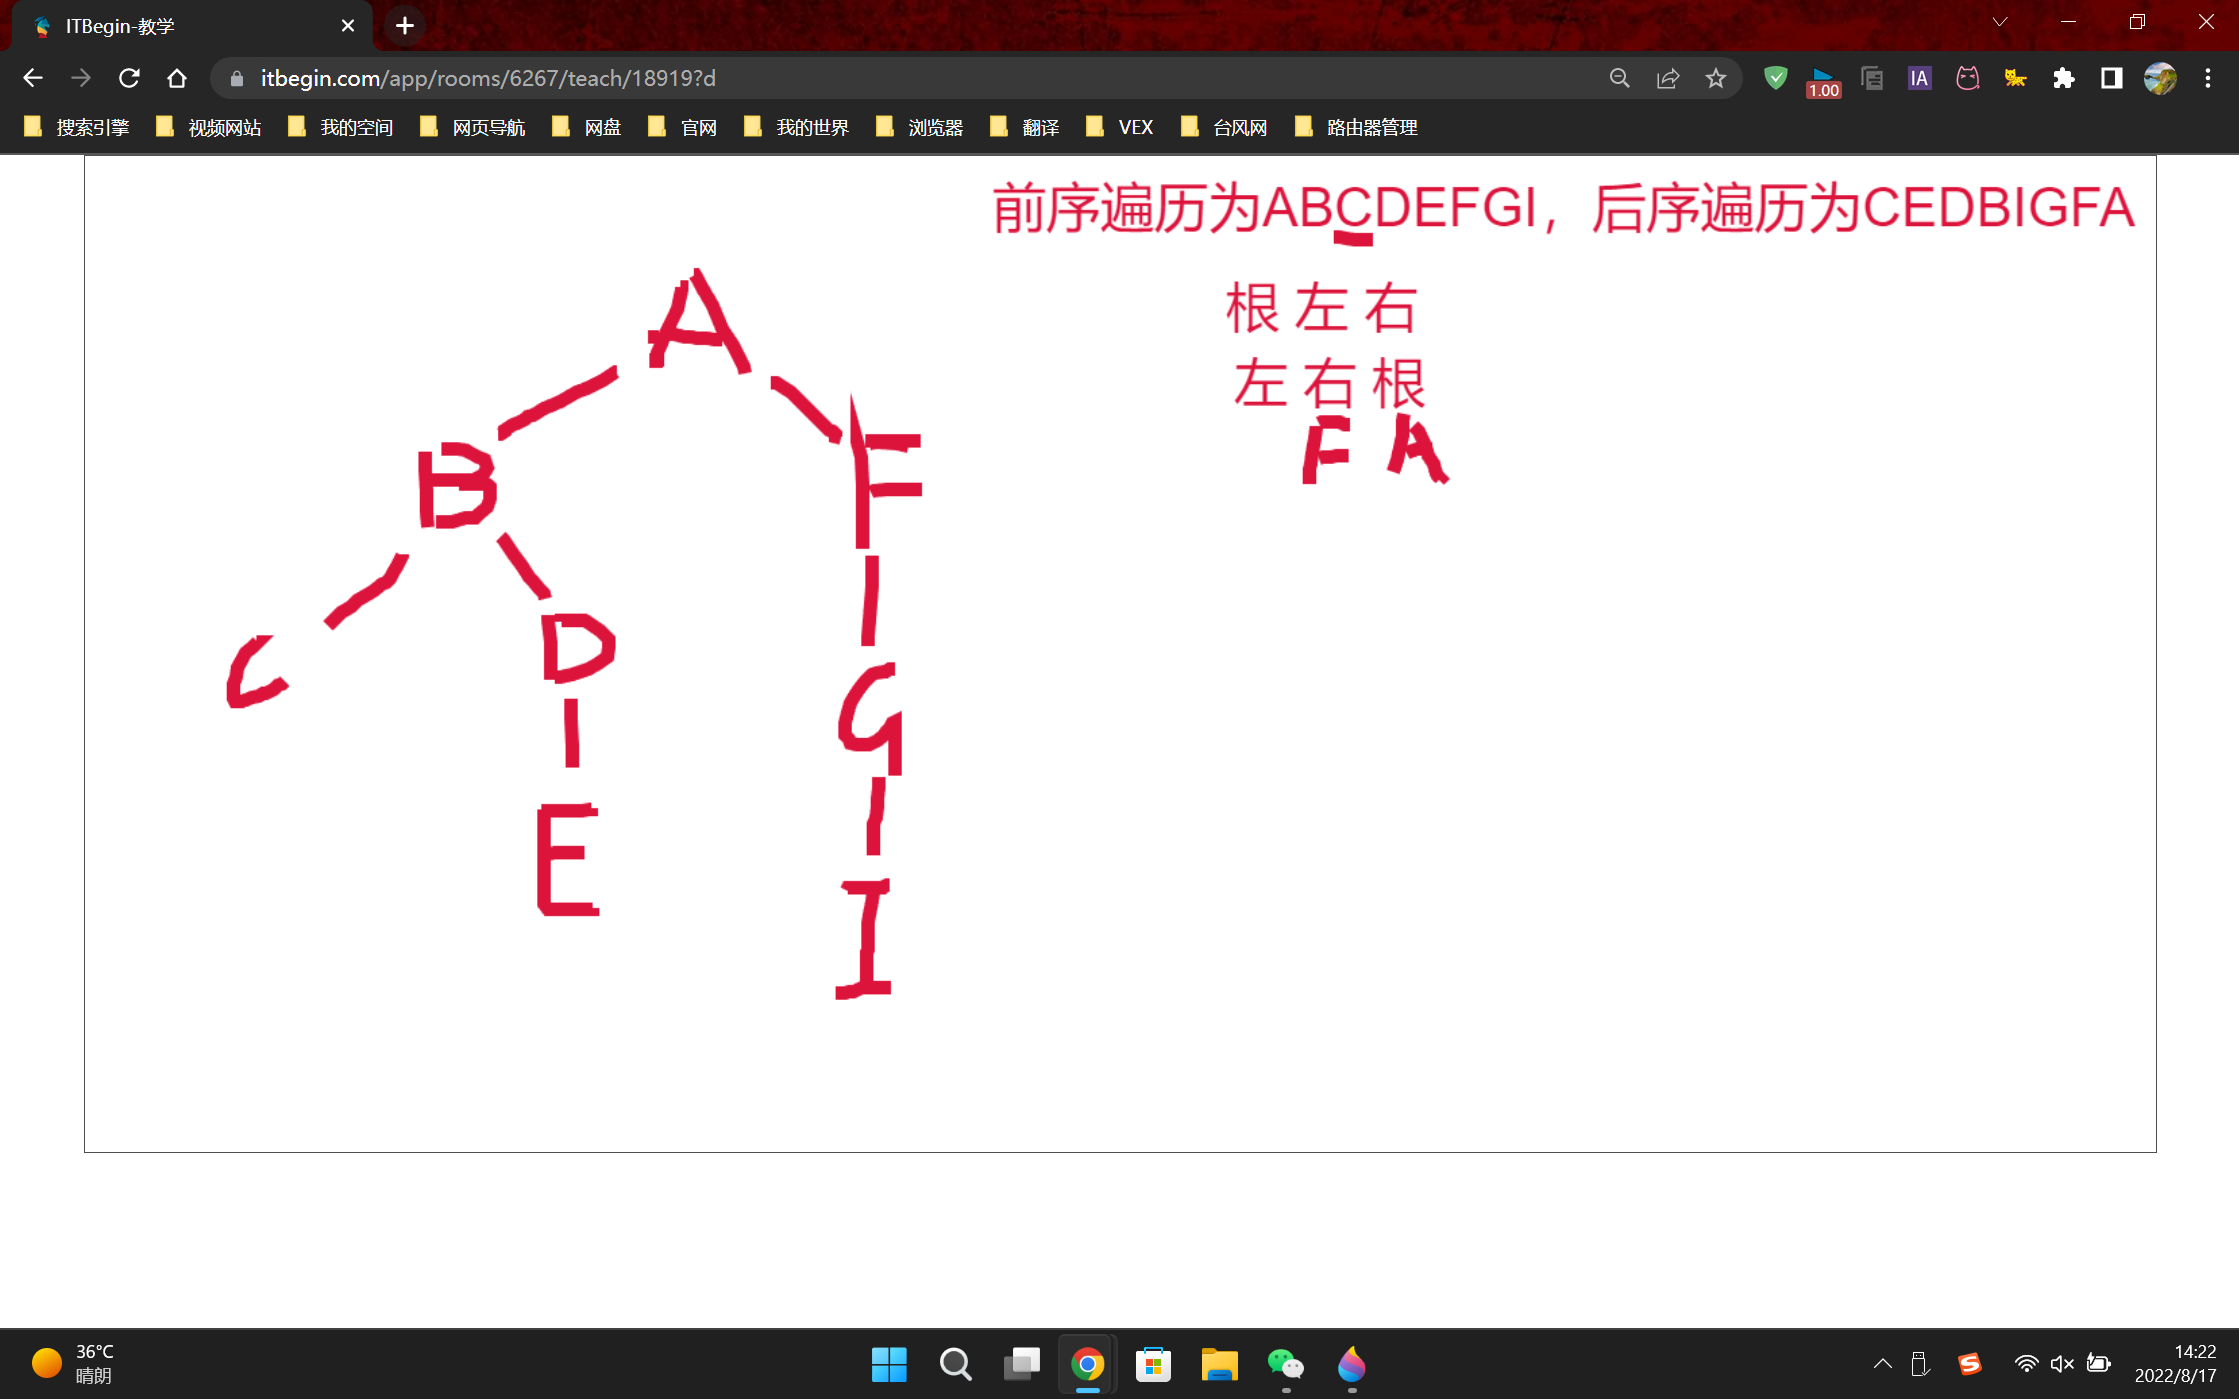 ITBegin-教学
itbegin.com/app/rooms/6267/teach/18919?d
1.00
IA
搜索引擎 视频网站 我的空间 网页导航 网盘 官网 我的世界 浏览器 翻译 VEX 台风网 路由器管理
前序遍历为ABCDEFGI，后序遍历为CEDBIGFA
根 左 右
左 右 根
F A
A
B F
C D G
E I
36°C
晴朗
14:22
2022/8/17